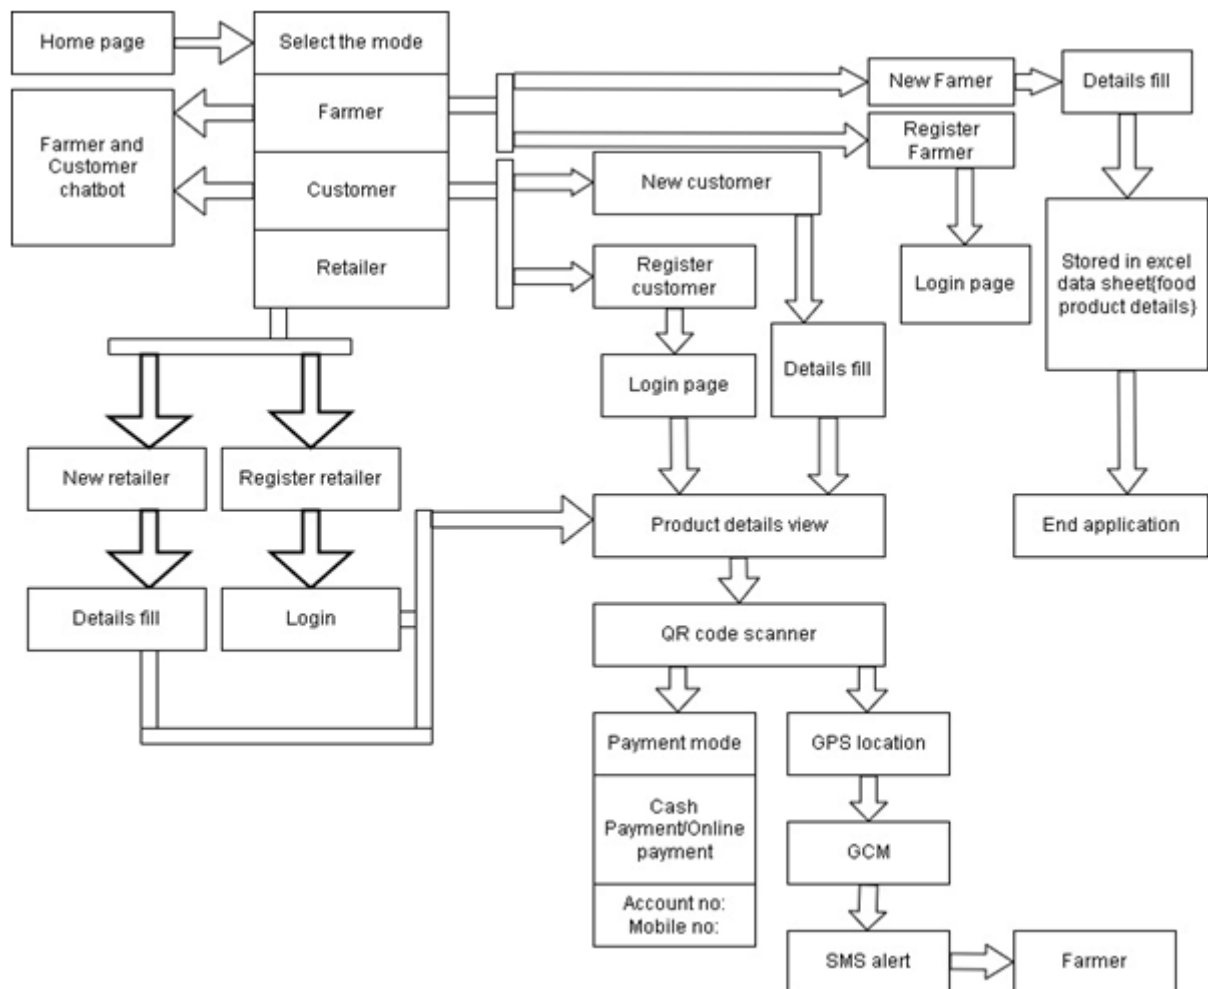 Home page
Select the mode
Farmer
Customer
Retailer
Farmer and
Customer
chatbot
New Famer
Details fill
Register
Farmer
Login page
Stored in excel
data sheet{food
product details}
End application
New customer
Register
customer
Login page
Details fill
New retailer
Register retailer
Details fill
Login
Product details view
QR code scanner
Payment mode
Cash
Payment/Online
payment
Account no:
Mobile no:
GPS location
GCM
SMS alert
Farmer